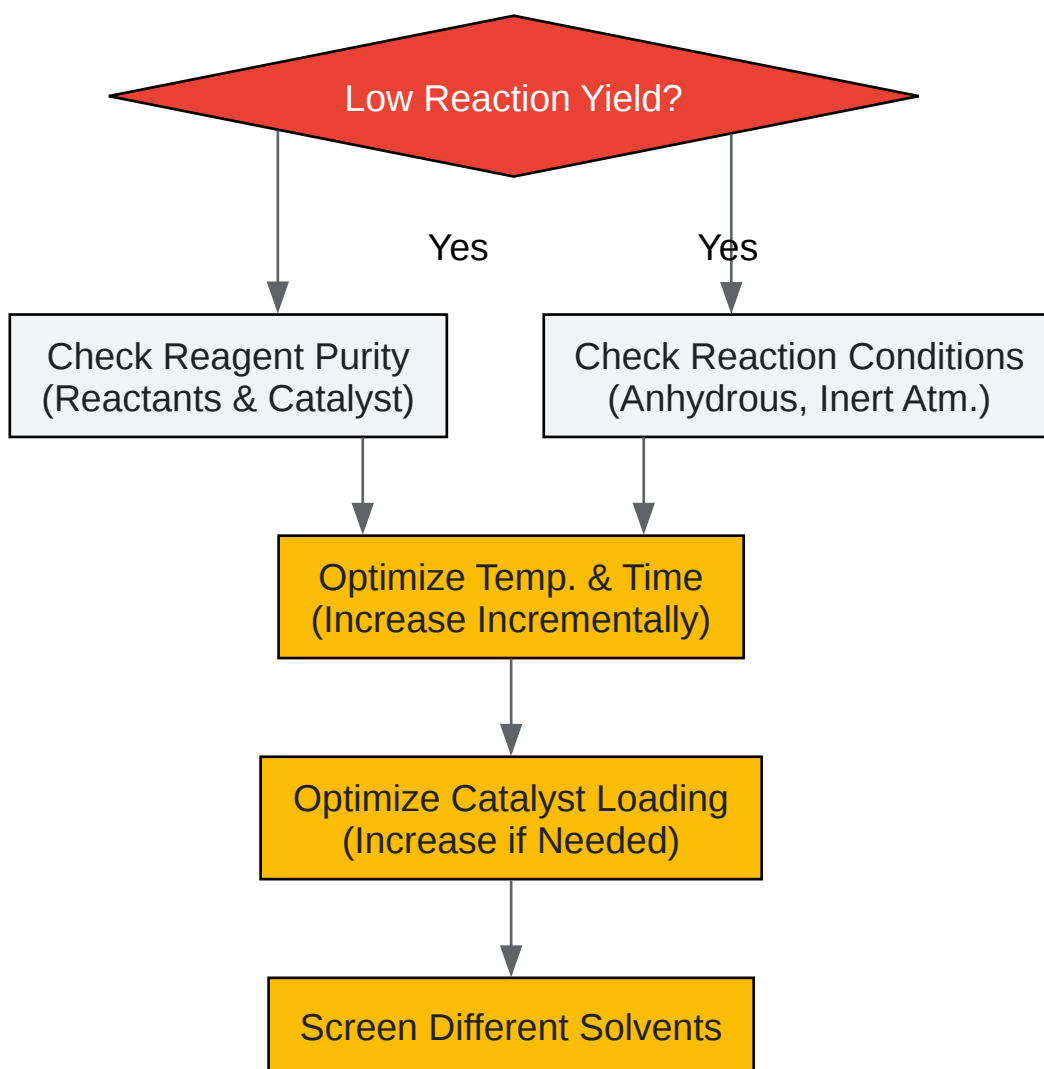 Low Reaction Yield?
Yes
Yes
Check Reagent Purity
(Reactants & Catalyst)
Check Reaction Conditions
(Anhydrous, Inert Atm.)
Optimize Temp. & Time
(Increase Incrementally)
Optimize Catalyst Loading
(Increase if Needed)
Screen Different Solvents